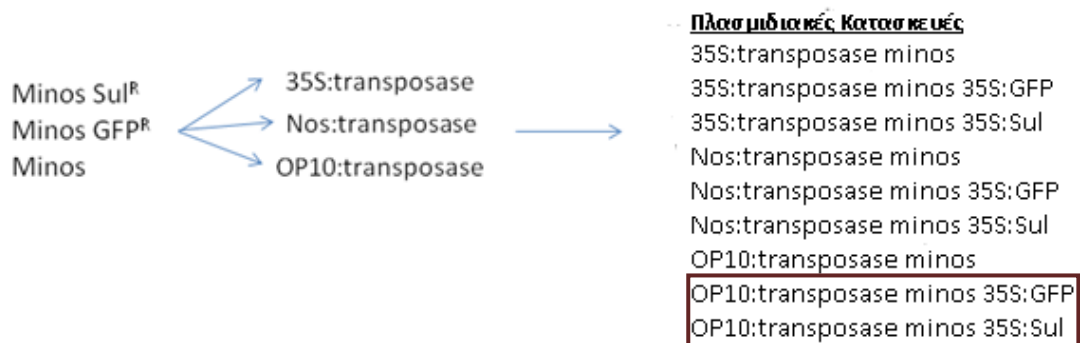 Minos Sulᴿ
Minos GFPᴿ
Minos
35S:transposase
Nos:transposase
OP10:transposase
Πλασμιδιακές Κατασκευές
35S:transposase minos
35S:transposase minos 35S:GFP
35S:transposase minos 35S:Sul
Nos:transposase minos
Nos:transposase minos 35S:GFP
Nos:transposase minos 35S:Sul
OP10:transposase minos
OP10:transposase minos 35S:GFP
OP10:transposase minos 35S:Sul